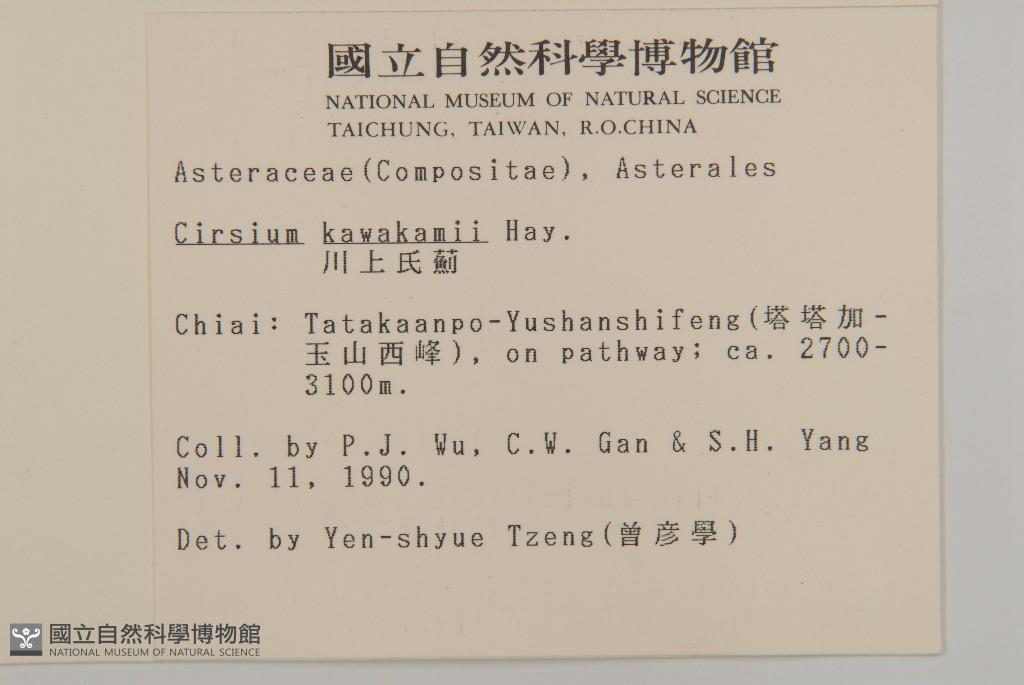 國立自然科學博物館
NATIONAL MUSEUM OF NATURAL SCIENCE
TAICHUNG, TAIWAN, R.O.CHINA
Asteraceae(Compositae), Asterales
Cirsium kawakamii Hay.
川上氏薊
Chiai: Tatakaanpo-Yushanshifeng(塔塔加-
玉山西峰), on pathway; ca. 2700-
3100m.
Coll. by P.J. Wu, C.W. Gan & S.H. Yang
Nov. 11, 1990.
Det. by Yen-shyue Tzeng(曾彥學)
國立自然科學博物館
NATIONAL MUSEUM OF NATURAL SCIENCE